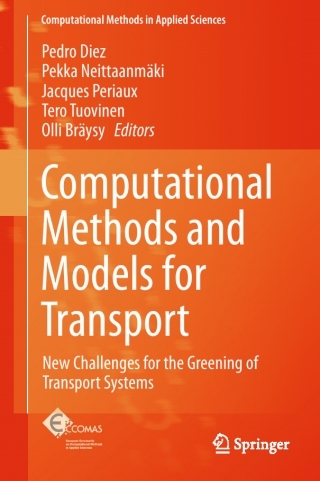 Computational Methods in Applied Sciences
Pedro Diez
Pekka Neittaanmäki
Jacques Periaux
Tero Tuovinen
Olli Bräysy Editors
Computational
Methods and
Models for
Transport
New Challenges for the Greening of
Transport Systems
ECCOMAS
Springer